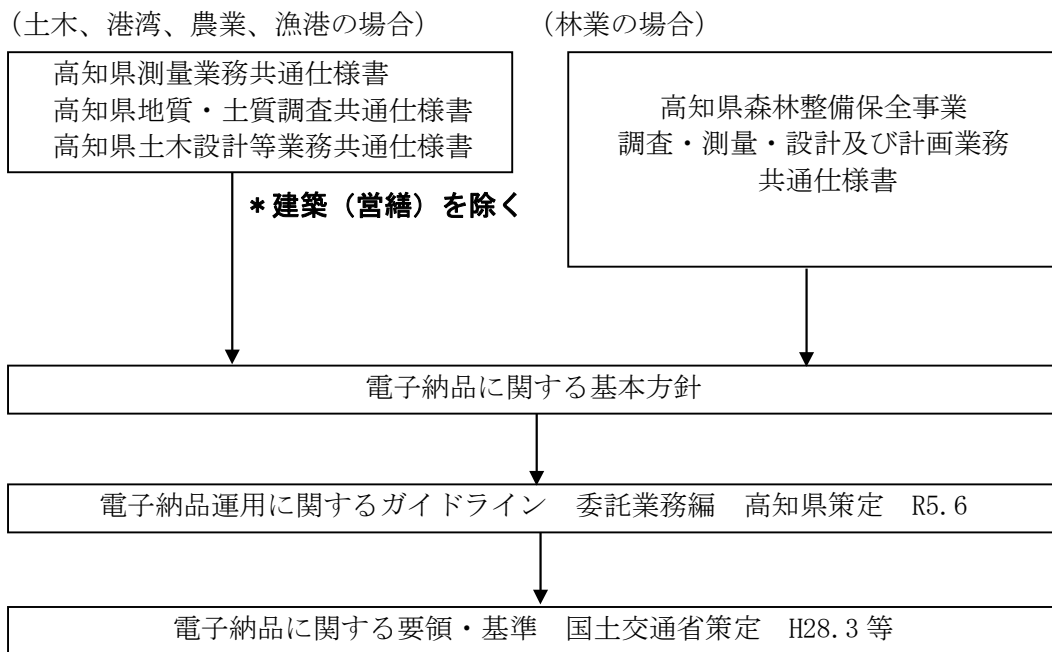 （土木、港湾、農業、漁港の場合）
高知県測量業務共通仕様書
高知県地質・土質調査共通仕様書
高知県土木設計等業務共通仕様書
＊建築（営繕）を除く
（林業の場合）
高知県森林整備保全事業
調査・測量・設計及び計画業務
共通仕様書
電子納品に関する基本方針
電子納品運用に関するガイドライン　委託業務編　高知県策定　R5.6
電子納品に関する要領・基準　国土交通省策定　H28.3 等